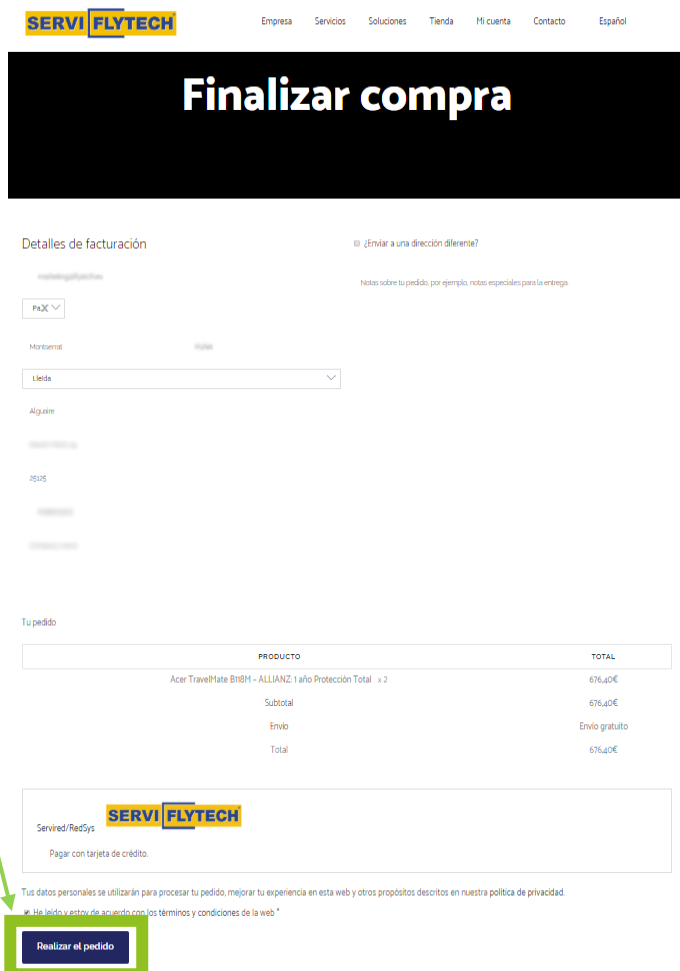 SERVI FLYTECH
Empresa Servicios Soluciones Tienda Mi cuenta Contacto Español
Finalizar compra
Detalles de facturación
¿Enviar a una dirección diferente?
Notas sobre tu pedido, por ejemplo, notas especiales para la entrega.
Pa X
Montserrat
Lleida
Alguaire
25125
Tu pedido
PRODUCTO TOTAL
Acer TravelMate B118M – ALLIANZ: 1 año Protección Total x 2 676,40€
Subtotal 676,40€
Envío Envío gratuito
Total 676,40€
Servired/RedSys SERVI FLYTECH
Pagar con tarjeta de crédito.
Tus datos personales se utilizarán para procesar tu pedido, mejorar tu experiencia en esta web y otros propósitos descritos en nuestra política de privacidad.
He leído y estoy de acuerdo con los términos y condiciones de la web *
Realizar el pedido